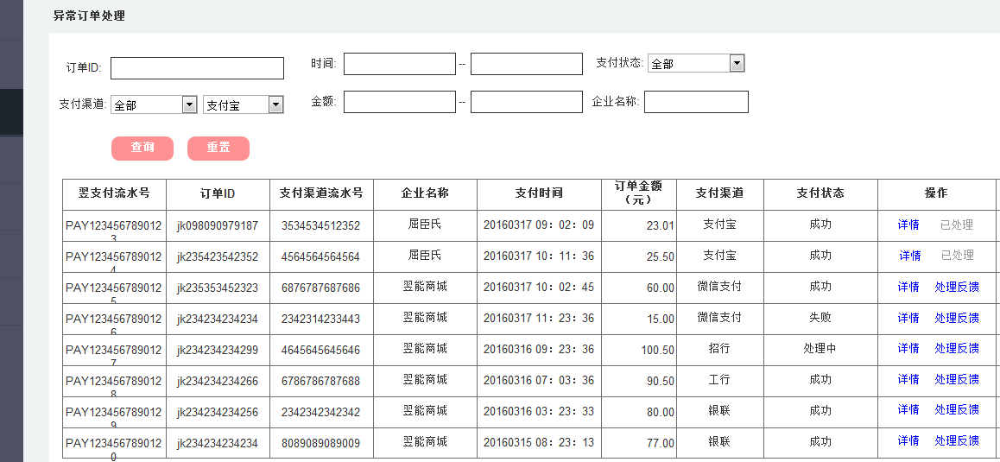 异常订单处理
订单ID:
时间: --
支付状态: 全部
支付渠道: 全部 支付宝
金额: --
企业名称:
查询 重置
翼支付流水号 订单ID 支付渠道流水号 企业名称 支付时间 订单金额（元） 支付渠道 支付状态 操作
PAY1234567890123 jk098090979187 3534534512352 屈臣氏 20160317 09：02：09 23.01 支付宝 成功 详情 已处理
PAY1234567890124 jk235423542352 4564564564564 屈臣氏 20160317 10：11：36 25.50 支付宝 成功 详情 已处理
PAY1234567890125 jk235353452323 6876787687686 翌能商城 20160317 10：02：45 60.00 微信支付 成功 详情 处理反馈
PAY1234567890126 jk234234234234 2342314233443 翌能商城 20160317 11：23：36 15.00 微信支付 失败 详情 处理反馈
PAY1234567890127 jk234234234299 4645645645646 翌能商城 20160316 09：23：36 100.50 招行 处理中 详情 处理反馈
PAY1234567890128 jk234234234266 6786786787688 翌能商城 20160316 07：03：36 90.50 工行 成功 详情 处理反馈
PAY1234567890129 jk234234234256 2342342342342 翌能商城 20160316 03：23：33 80.00 银联 成功 详情 处理反馈
PAY1234567890120 jk234234234234 8089089089009 翌能商城 20160315 08：23：13 77.00 银联 成功 详情 处理反馈